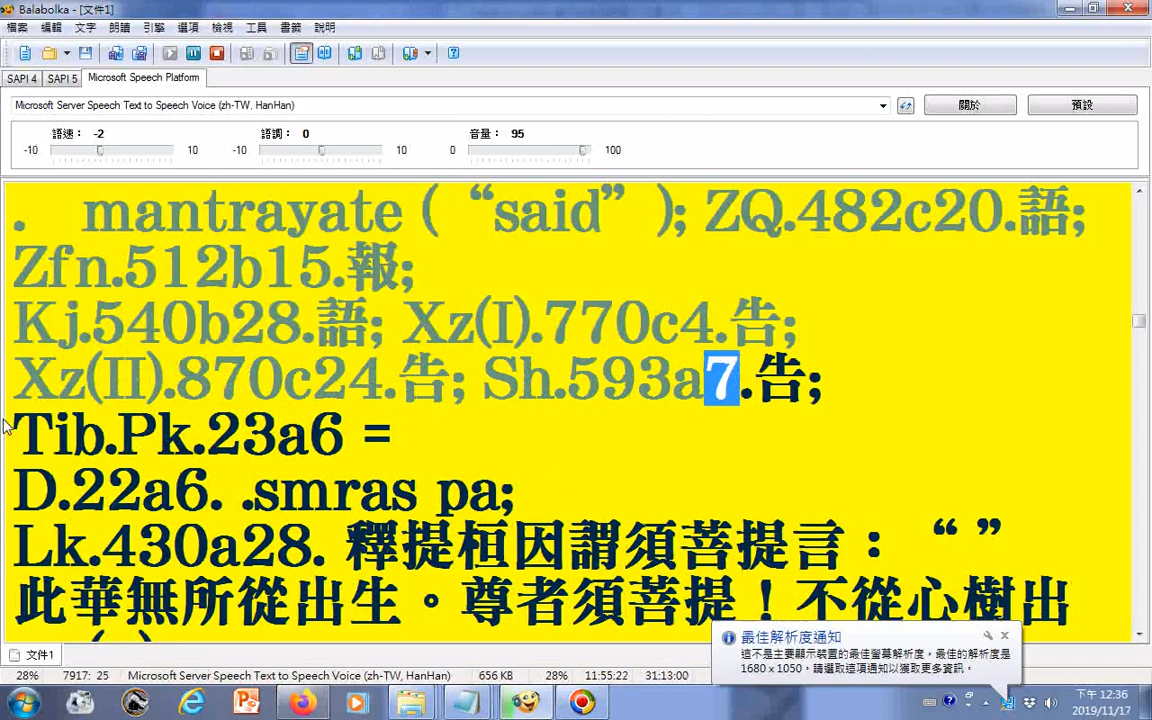 Balabolka - [文件1]
檔案 編輯 文字 朗讀 引擎 選項 檢視 工具 書籤 說明
SAPI 4 SAPI 5 Microsoft Speech Platform
Microsoft Server Speech Text to Speech Voice (zh-TW, HanHan) 關於 預設
語速： -2 語調： 0 音量： 95
-10 10 -10 10 0 100
. mantrayate (“said”); ZQ.482c20.語;
Zfn.512b15.報;
Kj.540b28.語; Xz(I).770c4.告;
Xz(II).870c24.告; Sh.593a7.告;
Tib.Pk.23a6 =
D.22a6. .smras pa;
Lk.430a28. 釋提桓因謂須菩提言：“ ”
此華無所從出生。尊者須菩提！不從心樹出
最佳解析度通知
這不是主要顯示裝置的最佳螢幕解析度。最佳的解析度是
1680 x 1050。請選取這項通知以獲取更多資訊。
文件1
28% 7917: 25 Microsoft Server Speech Text to Speech Voice (zh-TW, HanHan) 656 KB 28% 11:55:22 31:13:00
下午 12:36
2019/11/17